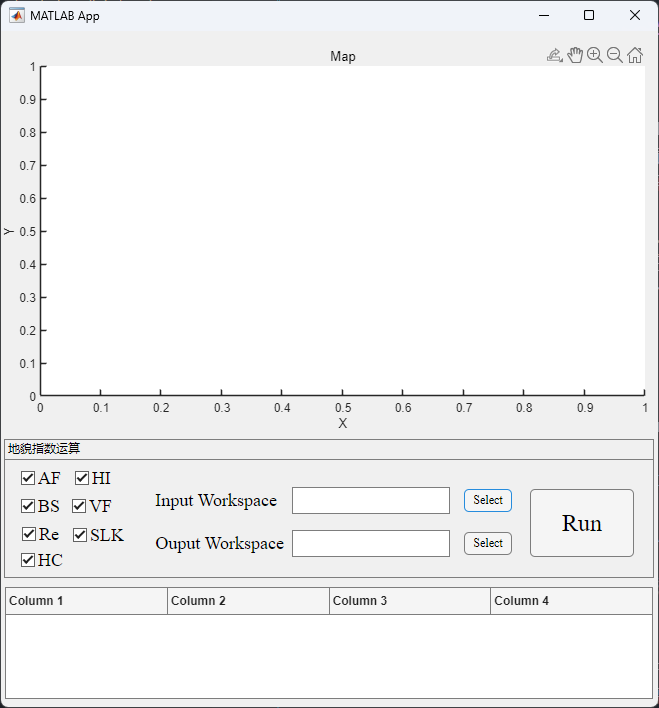 MATLAB App
Map
1
0.9
0.8
0.7
0.6
0.5
0.4
0.3
0.2
0.1
0
Y
0 0.1 0.2 0.3 0.4 0.5 0.6 0.7 0.8 0.9 1
X
地貌指数运算
AF HI
BS VF
Re SLK
HC
Input Workspace Select
Ouput Workspace Select
Run
Column 1 Column 2 Column 3 Column 4